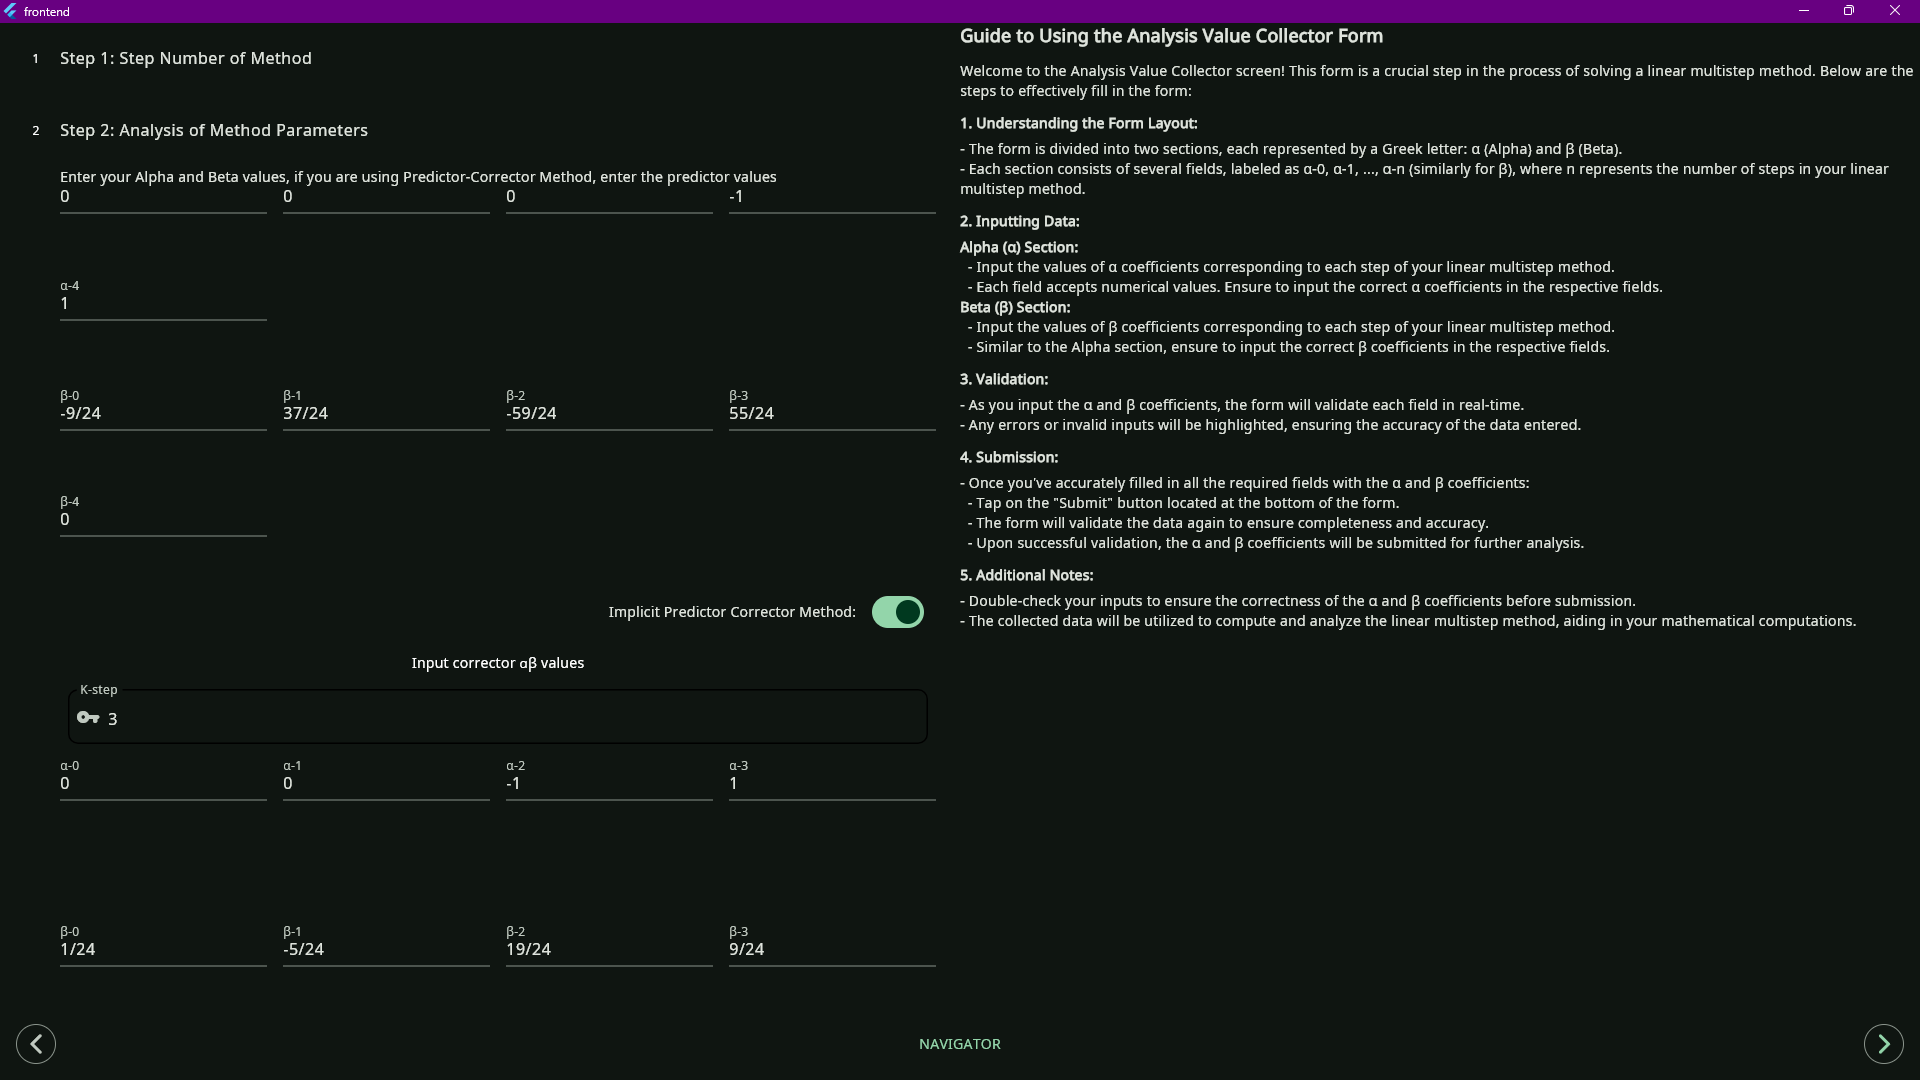 frontend
1 Step 1: Step Number of Method
2 Step 2: Analysis of Method Parameters
Enter your Alpha and Beta values, if you are using Predictor-Corrector Method, enter the predictor values
0 0 0 -1
α-4
1
β-0 β-1 β-2 β-3
-9/24 37/24 -59/24 55/24
β-4
0
Implicit Predictor Corrector Method:
Input corrector αβ values
K-step
3
α-0 α-1 α-2 α-3
0 0 -1 1
β-0 β-1 β-2 β-3
1/24 -5/24 19/24 9/24
Guide to Using the Analysis Value Collector Form
Welcome to the Analysis Value Collector screen! This form is a crucial step in the process of solving a linear multistep method. Below are the
steps to effectively fill in the form:
1. Understanding the Form Layout:
- The form is divided into two sections, each represented by a Greek letter: α (Alpha) and β (Beta).
- Each section consists of several fields, labeled as α-0, α-1, ..., α-n (similarly for β), where n represents the number of steps in your linear
multistep method.
2. Inputting Data:
Alpha (α) Section:
- Input the values of α coefficients corresponding to each step of your linear multistep method.
- Each field accepts numerical values. Ensure to input the correct α coefficients in the respective fields.
Beta (β) Section:
- Input the values of β coefficients corresponding to each step of your linear multistep method.
- Similar to the Alpha section, ensure to input the correct β coefficients in the respective fields.
3. Validation:
- As you input the α and β coefficients, the form will validate each field in real-time.
- Any errors or invalid inputs will be highlighted, ensuring the accuracy of the data entered.
4. Submission:
- Once you've accurately filled in all the required fields with the α and β coefficients:
- Tap on the "Submit" button located at the bottom of the form.
- The form will validate the data again to ensure completeness and accuracy.
- Upon successful validation, the α and β coefficients will be submitted for further analysis.
5. Additional Notes:
- Double-check your inputs to ensure the correctness of the α and β coefficients before submission.
- The collected data will be utilized to compute and analyze the linear multistep method, aiding in your mathematical computations.
NAVIGATOR